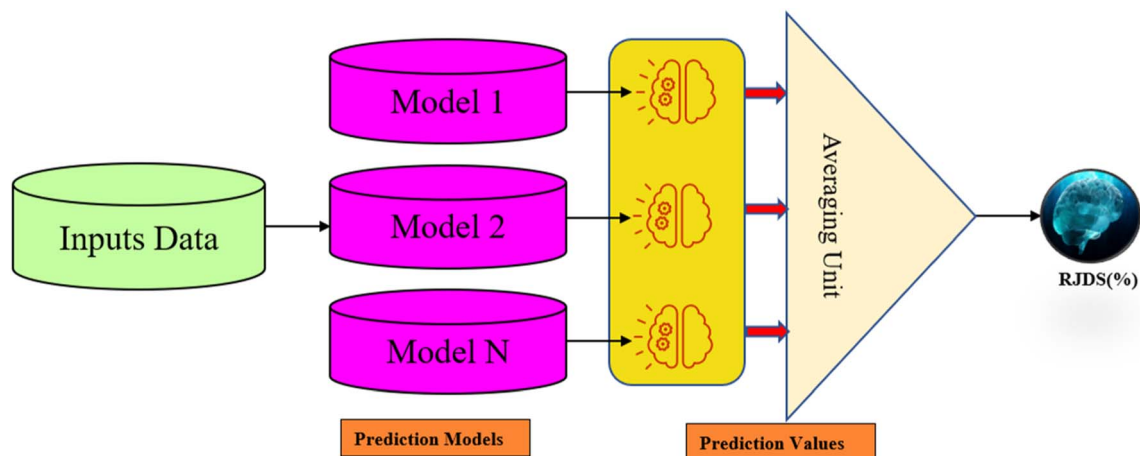 Inputs Data
Model 1
Model 2
Model N
Averaging Unit
RJDS(%)
Prediction Models
Prediction Values